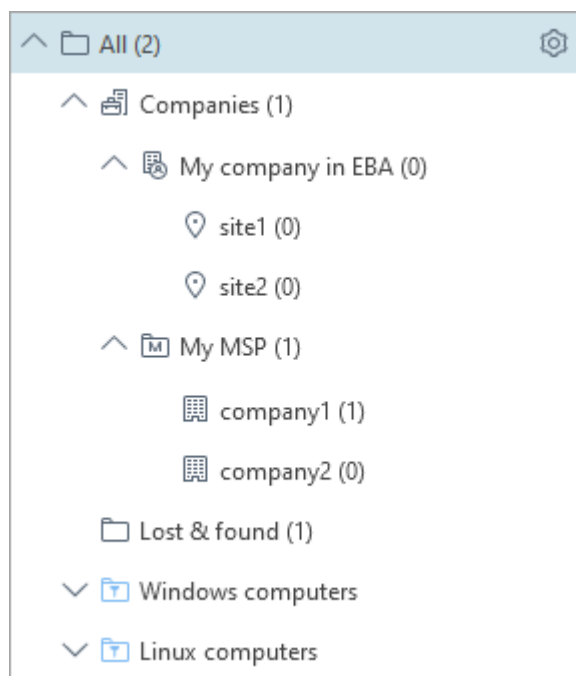 All (2)
Companies (1)
My company in EBA (0)
site1 (0)
site2 (0)
My MSP (1)
company1 (1)
company2 (0)
Lost & found (1)
Windows computers
Linux computers